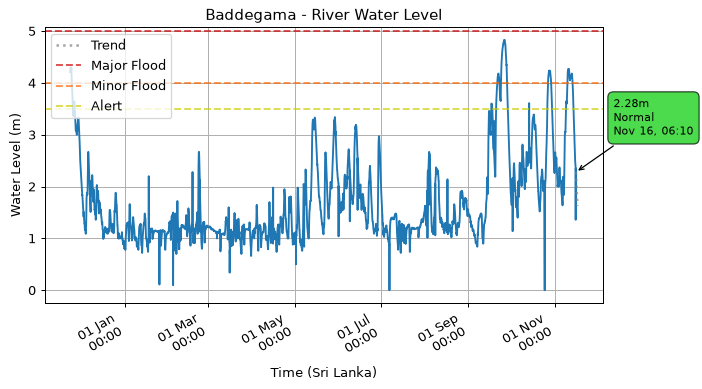 Baddegama - River Water Level
Trend
Major Flood
Minor Flood
Alert
2.28m
Normal
Nov 16, 06:10
Water Level (m)
5
4
3
2
1
0
01 Jan
00:00
01 Mar
00:00
01 May
00:00
01 Jul
00:00
01 Sep
00:00
01 Nov
00:00
Time (Sri Lanka)